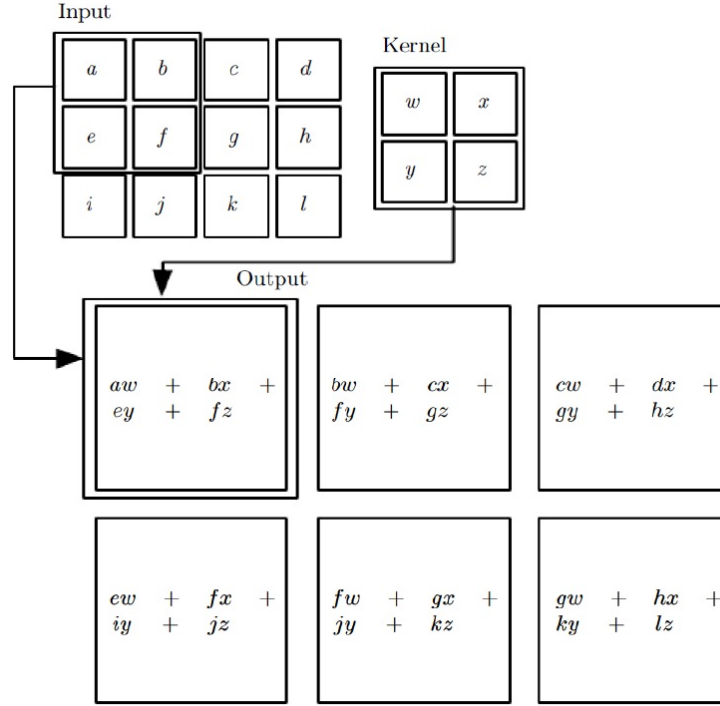 Input
a b c d
e f g h
i j k l
Kernel
w x
y z
Output
aw + bx +
ey + fz
bw + cx +
fy + gz
cw + dx +
gy + hz
ew + fx +
iy + jz
fw + gx +
jy + kz
gw + hx +
ky + lz